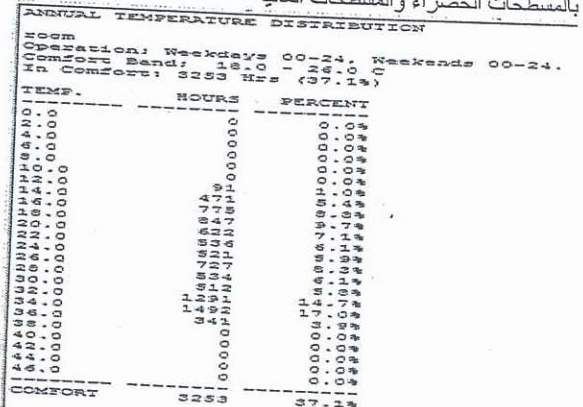 بالمسطحات الخضراء والمسطحات
ANNUAL TEMPERATURE DISTRIBUTION
room
Operation: Weekdays 00-24, Weekends 00-24.
Comfort Band: 18.0 - 26.0 C
In Comfort: 3253 Hrs (37.1%)
TEMP. HOURS PERCENT
0.0 0 0.0%
2.0 0 0.0%
4.0 0 0.0%
6.0 0 0.0%
8.0 0 0.0%
10.0 0 0.0%
12.0 91 1.0%
14.0 471 5.4%
16.0 775 8.8%
18.0 847 9.7%
20.0 622 7.1%
22.0 536 6.1%
24.0 521 5.9%
26.0 727 8.3%
28.0 534 6.1%
30.0 512 5.8%
32.0 1291 14.7%
34.0 1492 17.0%
36.0 341 3.9%
38.0 0 0.0%
40.0 0 0.0%
42.0 0 0.0%
44.0 0 0.0%
46.0 0 0.0%
COMFORT 3253 37.1%